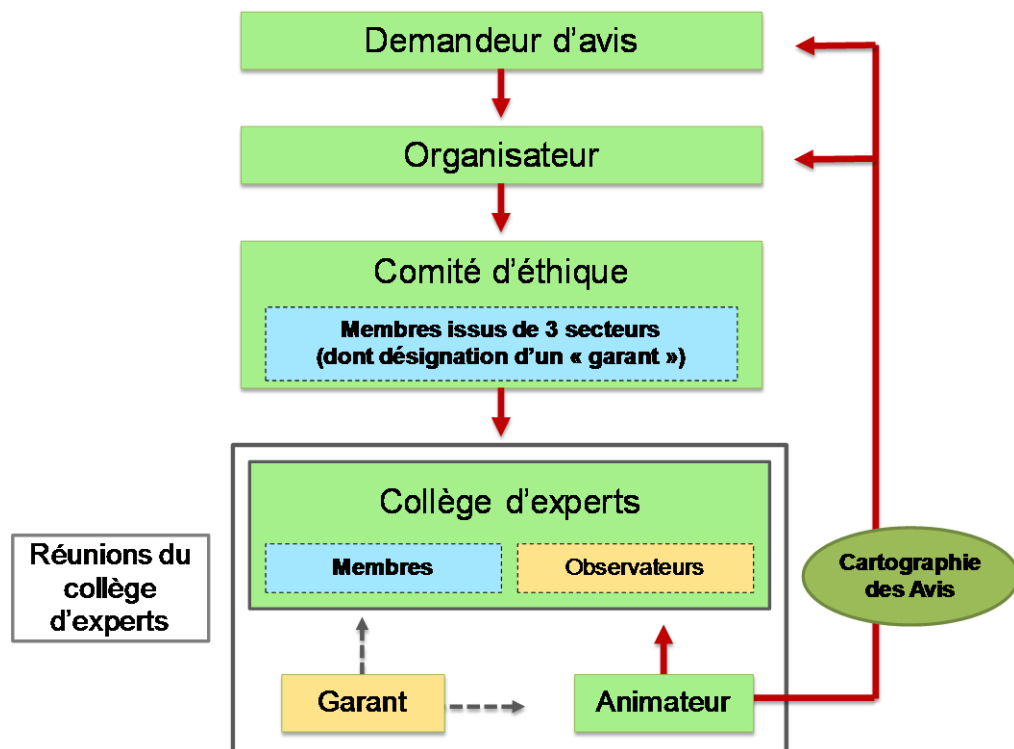 Demandeur d’avis
Organisateur
Comité d’éthique
Membres issus de 3 secteurs
(dont désignation d’un « garant »)
Collège d’experts
Membres
Observateurs
Réunions du
collège
d’experts
Cartographie
des Avis
Garant
Animateur